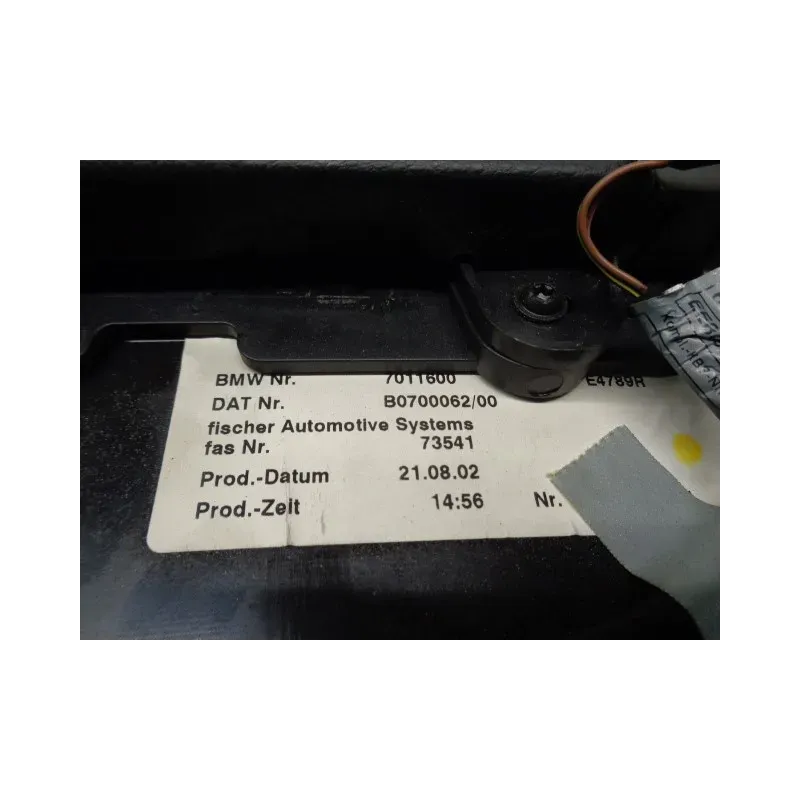 BMW Nr. 7011600 E4789R
DAT Nr. B0700062/00
fischer Automotive Systems
fas Nr. 73541
Prod.-Datum 21.08.02
Prod.-Zeit 14:56 Nr.